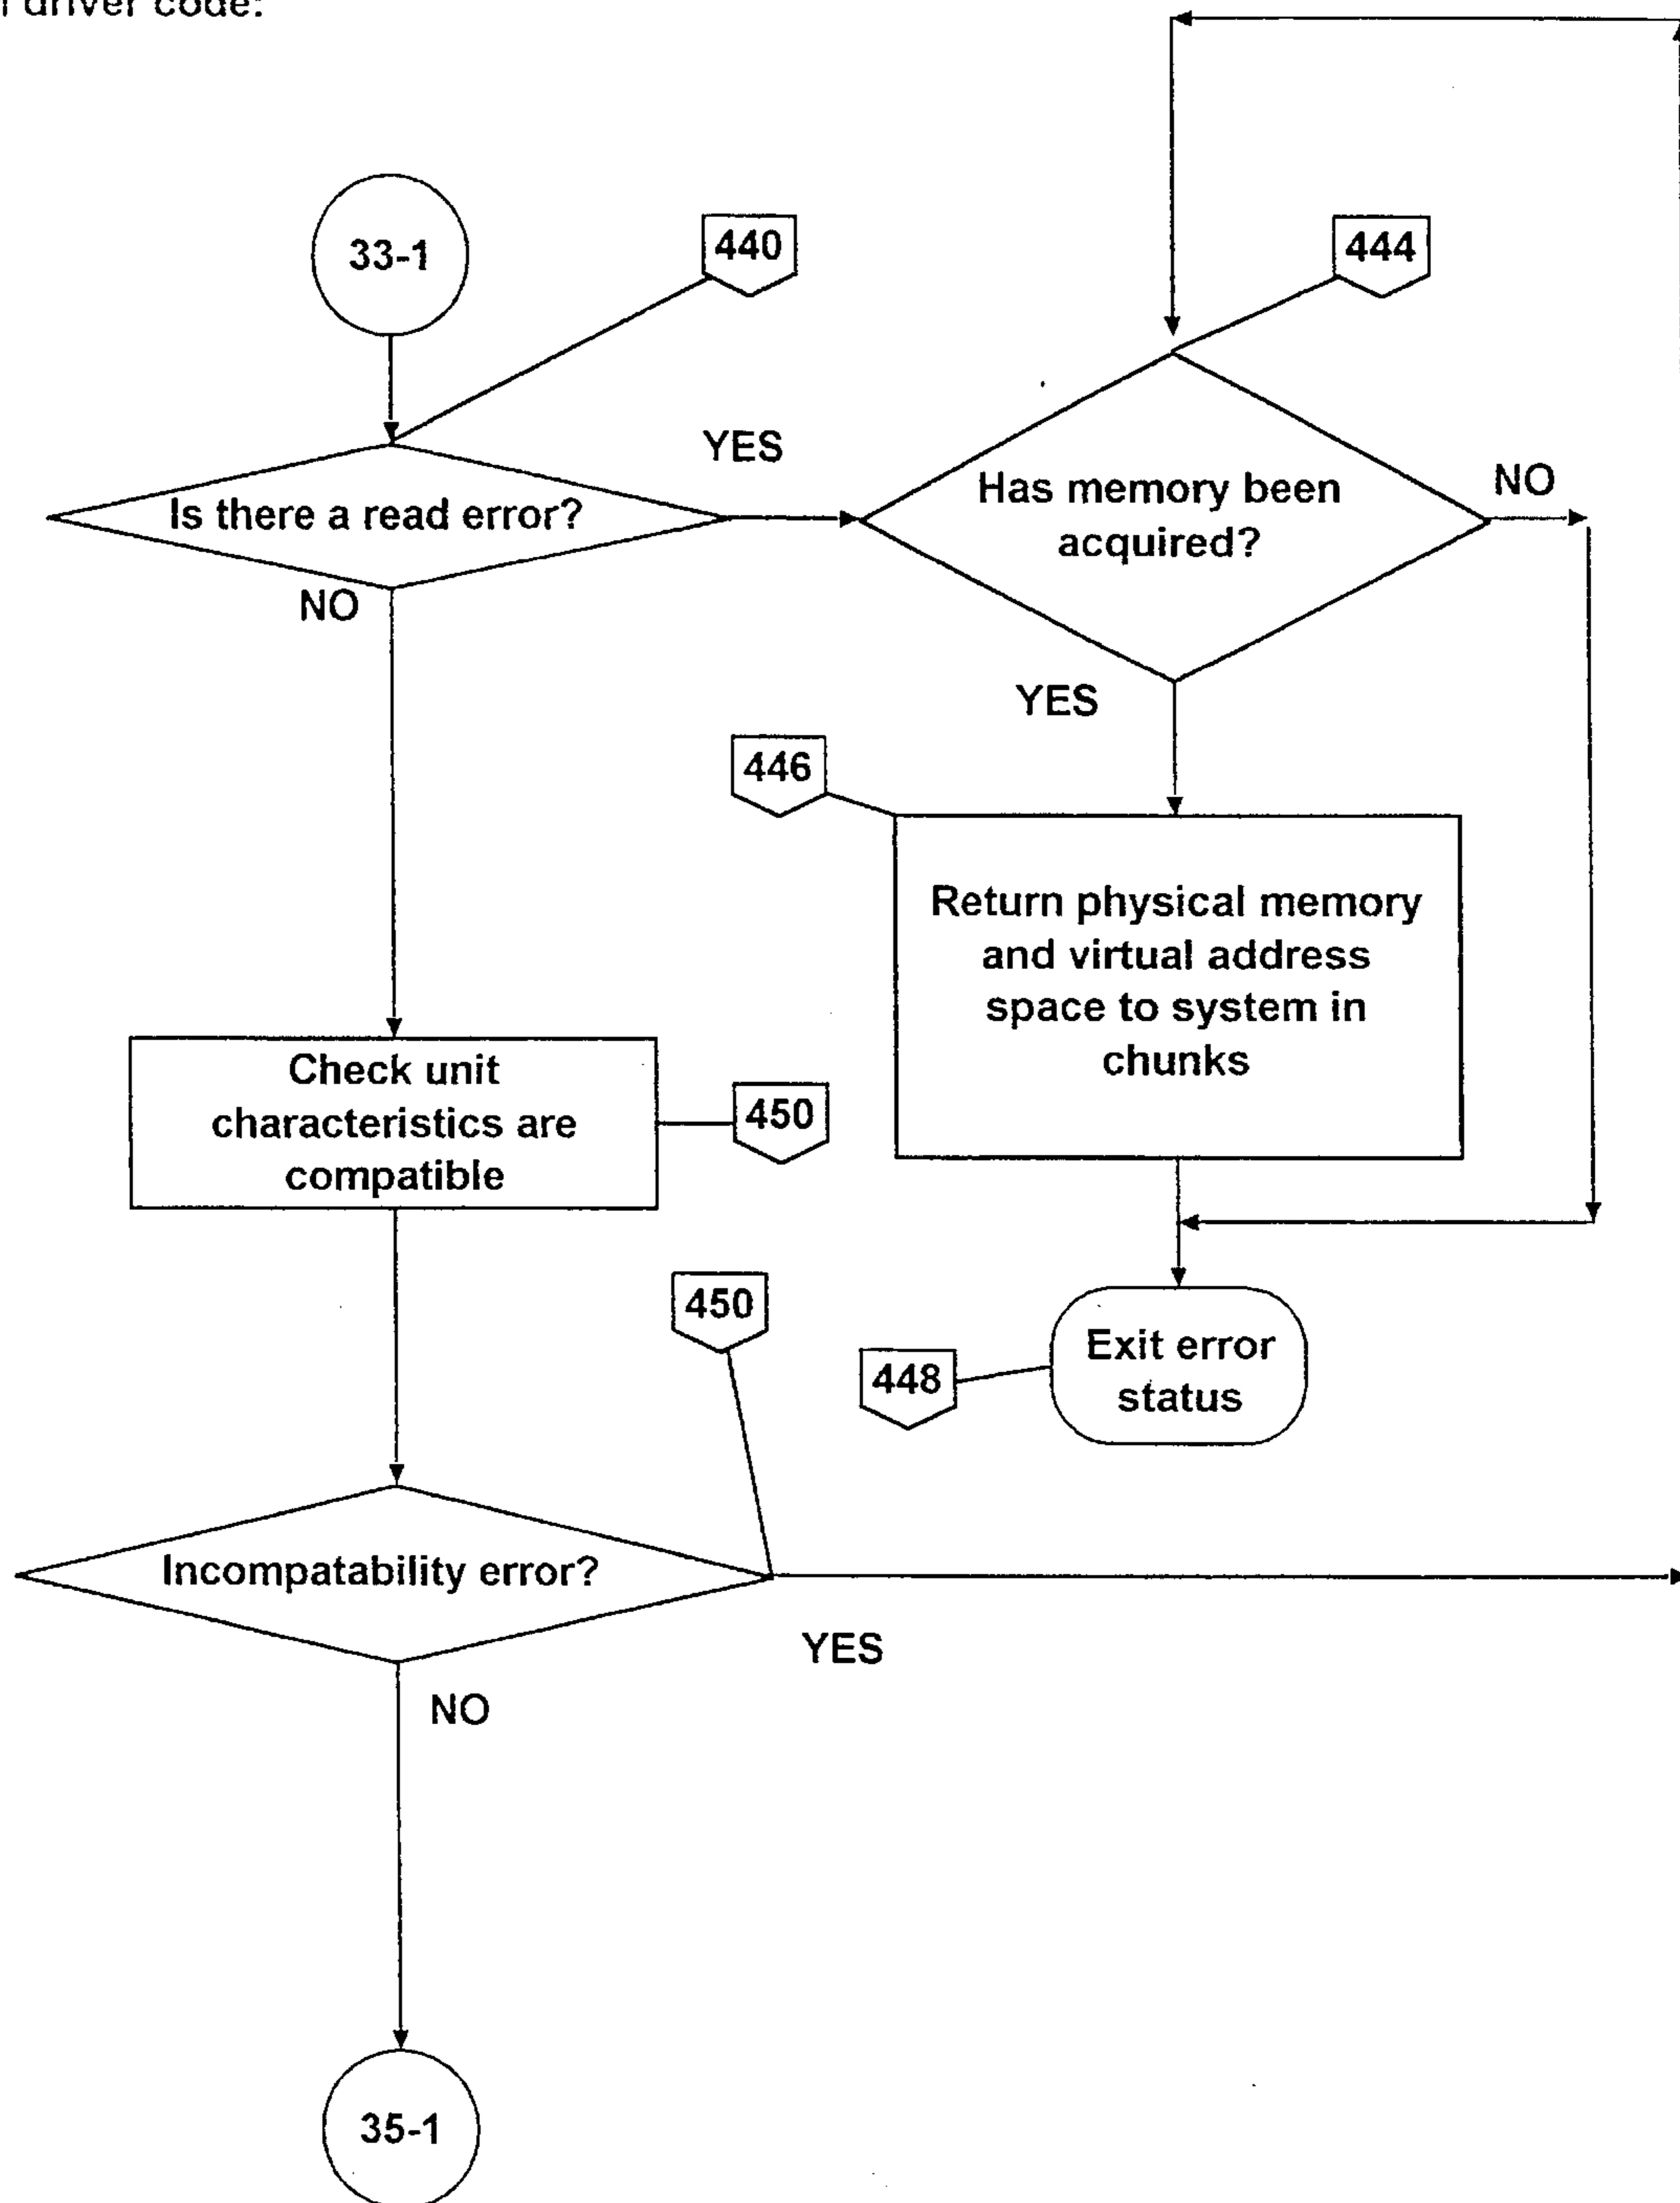 driver code:
33-1
440
444
YES
Is there a read error?
Has memory been
acquired?
NO
NO
YES
446
Return physical memory
and virtual address
space to system in
chunks
Check unit
characteristics are
compatible
450
450
448
Exit error
status
Incompatability error?
YES
NO
35-1